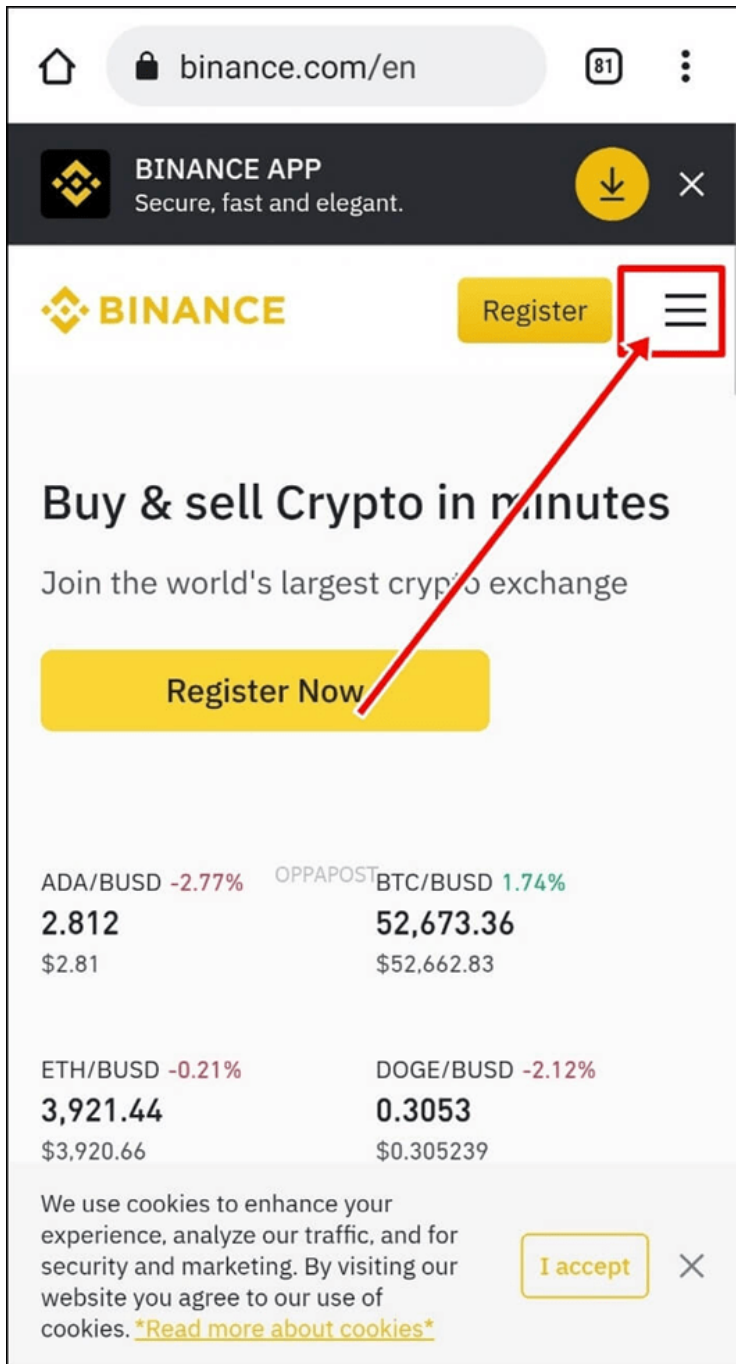 binance.com/en
81
BINANCE APP
Secure, fast and elegant.
BINANCE
Register
Buy & sell Crypto in minutes
Join the world's largest crypto exchange
Register Now
OPPAPOST
ADA/BUSD -2.77%
2.812
$2.81
BTC/BUSD 1.74%
52,673.36
$52,662.83
ETH/BUSD -0.21%
3,921.44
$3,920.66
DOGE/BUSD -2.12%
0.3053
$0.305239
We use cookies to enhance your
experience, analyze our traffic, and for
security and marketing. By visiting our
website you agree to our use of
cookies. *Read more about cookies*
I accept